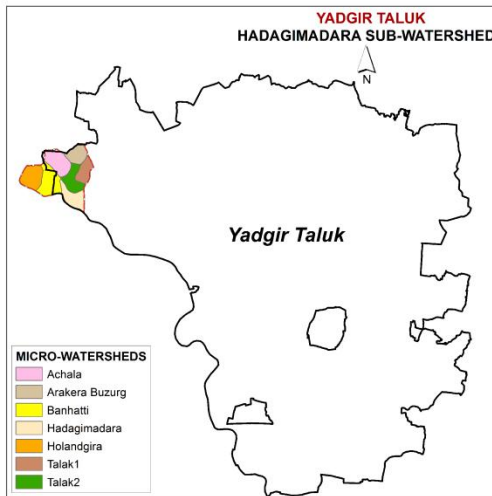 YADGIR TALUK
HADAGIMADARA SUB-WATERSHED
N
Yadgir Taluk
MICRO-WATERSHEDS
Achala
Arakera Buzurg
Banhatti
Hadagimadara
Holandgira
Talak1
Talak2